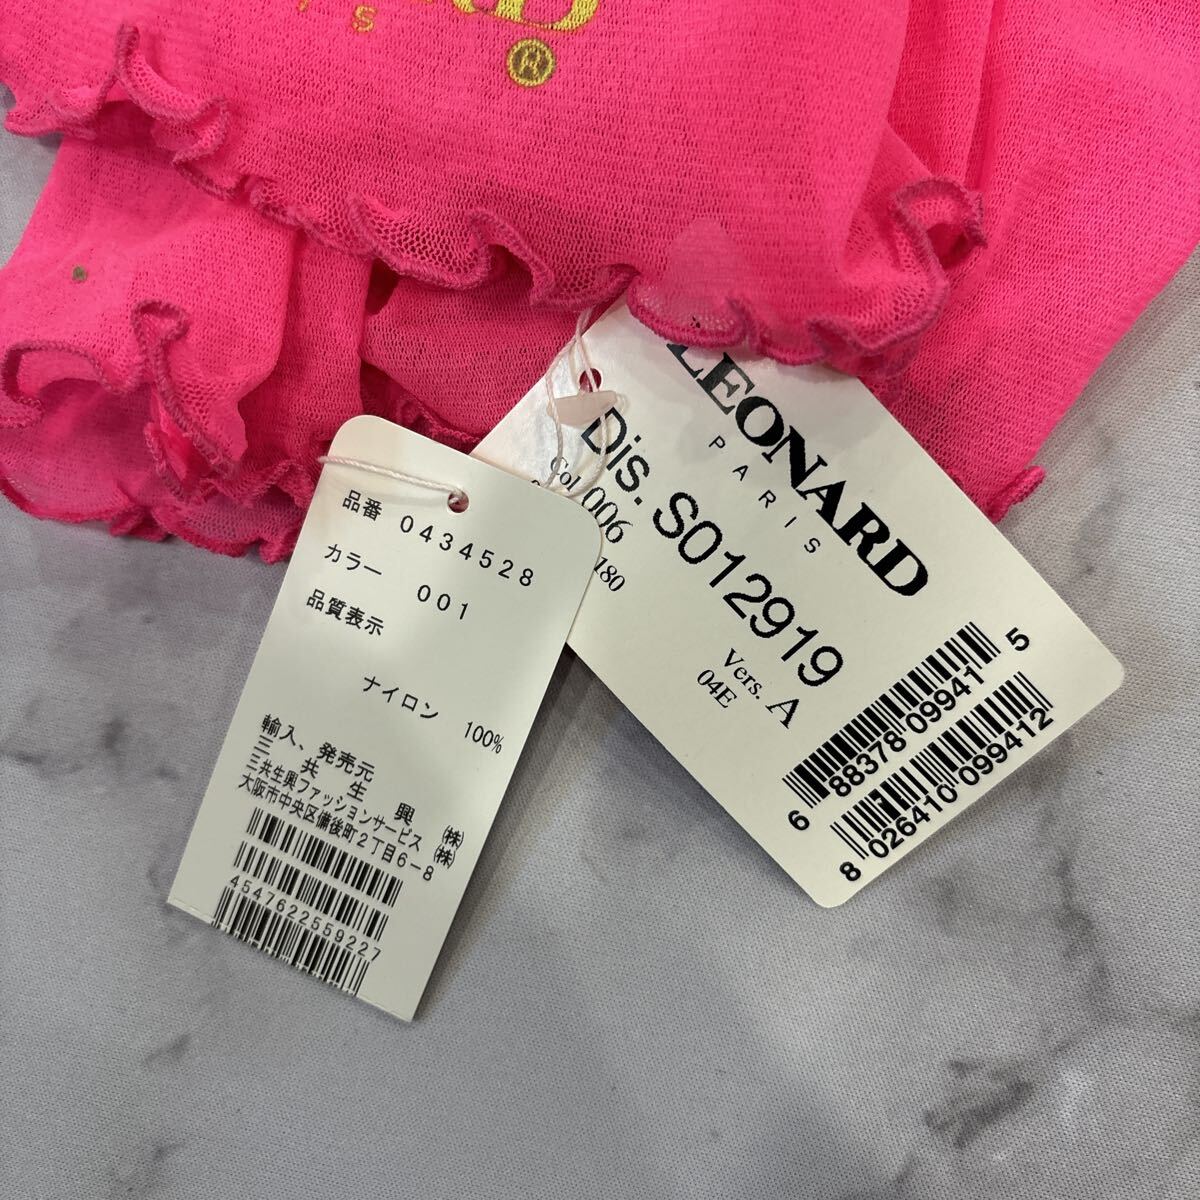 ®
品番 0434528
カラー 001
品質表示
ナイロン 100%
輸入、発売元
三共生興㈱
三共生興ファッションサービス㈱
大阪市中央区備後町2丁目6-8
4547622559227
LEONARD
PARIS
Dis. S012919
Col 006
180
Vers. A
04E
6 88378 09941 5
8 026410 099412